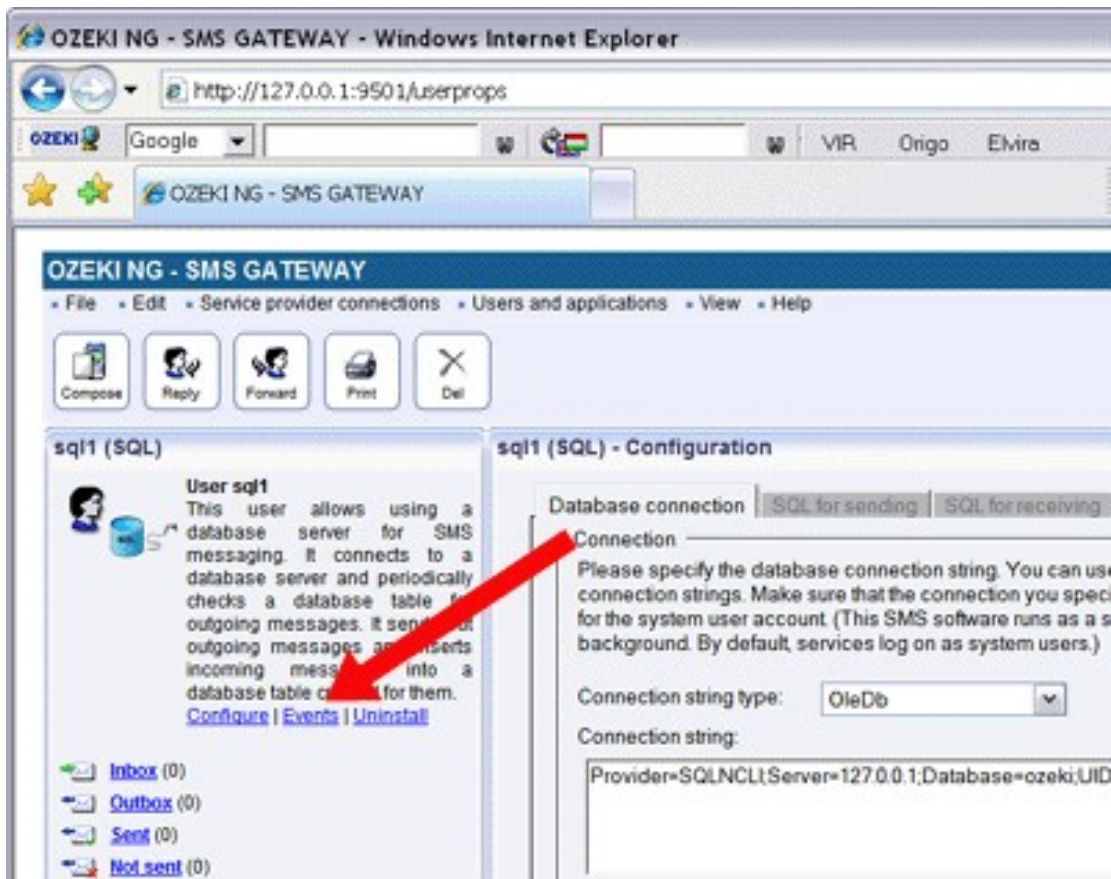 OZEKI NG - SMS GATEWAY - Windows Internet Explorer
http://127.0.0.1:9501/userprops
OZEKI Google VIR Origo Elvira
OZEKI NG - SMS GATEWAY
OZEKI NG - SMS GATEWAY
File Edit Service provider connections Users and applications View Help
Compose Reply Forward Print Del
sql1 (SQL)
User sql1
This user allows using a
database server for SMS
messaging. It connects to a
database server and periodically
checks a database table
outgoing messages. It
outgoing messages
incoming into a
database table for them.
Configure | Events | Uninstall
Inbox (0)
Outbox (0)
Sent (0)
Not sent (0)
sql1 (SQL) - Configuration
Database connection SQL for sending SQL for receiving
Connection
Please specify the database connection string. You can use
connection strings. Make sure that the connection you speci
for the system user account. (This SMS software runs as a s
background. By default, services log on as system users.)
Connection string type: OleDb
Connection string:
Provider=SQLNCLI;Server=127.0.0.1;Database=ozeki;UID